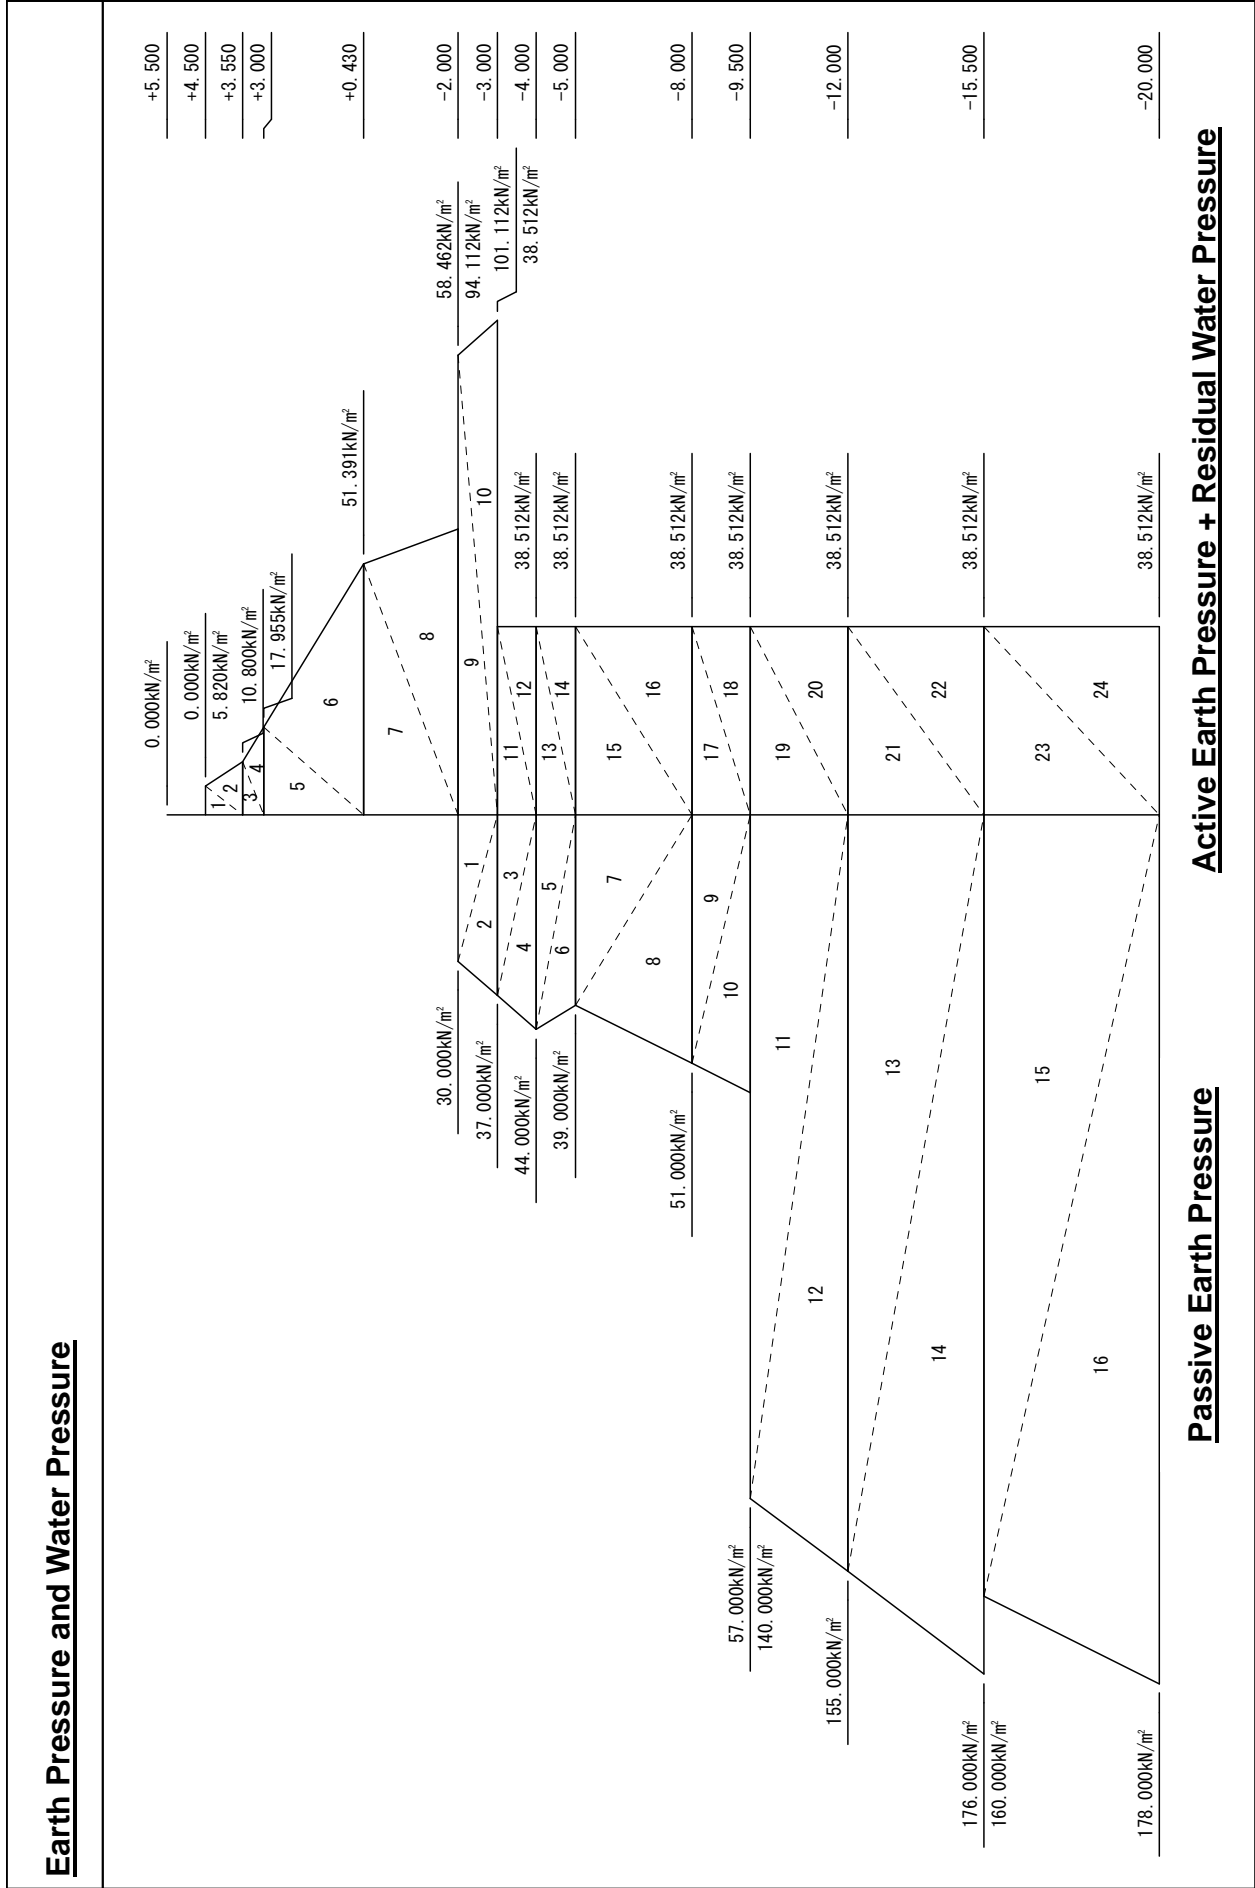 Earth Pressure and Water Pressure
+5.500
+4.500
+3.550
+3.000
+0.430
-2.000
-3.000
-4.000
-5.000
-8.000
-9.500
-12.000
-15.500
-20.000
0.000kN/㎡
0.000kN/㎡
5.820kN/㎡
10.800kN/㎡
17.955kN/㎡
51.391kN/㎡
58.462kN/㎡
94.112kN/㎡
101.112kN/㎡
38.512kN/㎡
38.512kN/㎡
38.512kN/㎡
38.512kN/㎡
38.512kN/㎡
38.512kN/㎡
38.512kN/㎡
38.512kN/㎡
1
2
3
4
5
6
7
8
9
10
11
12
13
14
15
16
17
18
19
20
21
22
23
24
30.000kN/㎡
37.000kN/㎡
44.000kN/㎡
39.000kN/㎡
51.000kN/㎡
57.000kN/㎡
140.000kN/㎡
155.000kN/㎡
176.000kN/㎡
160.000kN/㎡
178.000kN/㎡
1
2
3
4
5
6
7
8
9
10
11
12
13
14
15
16
Passive Earth Pressure
Active Earth Pressure + Residual Water Pressure